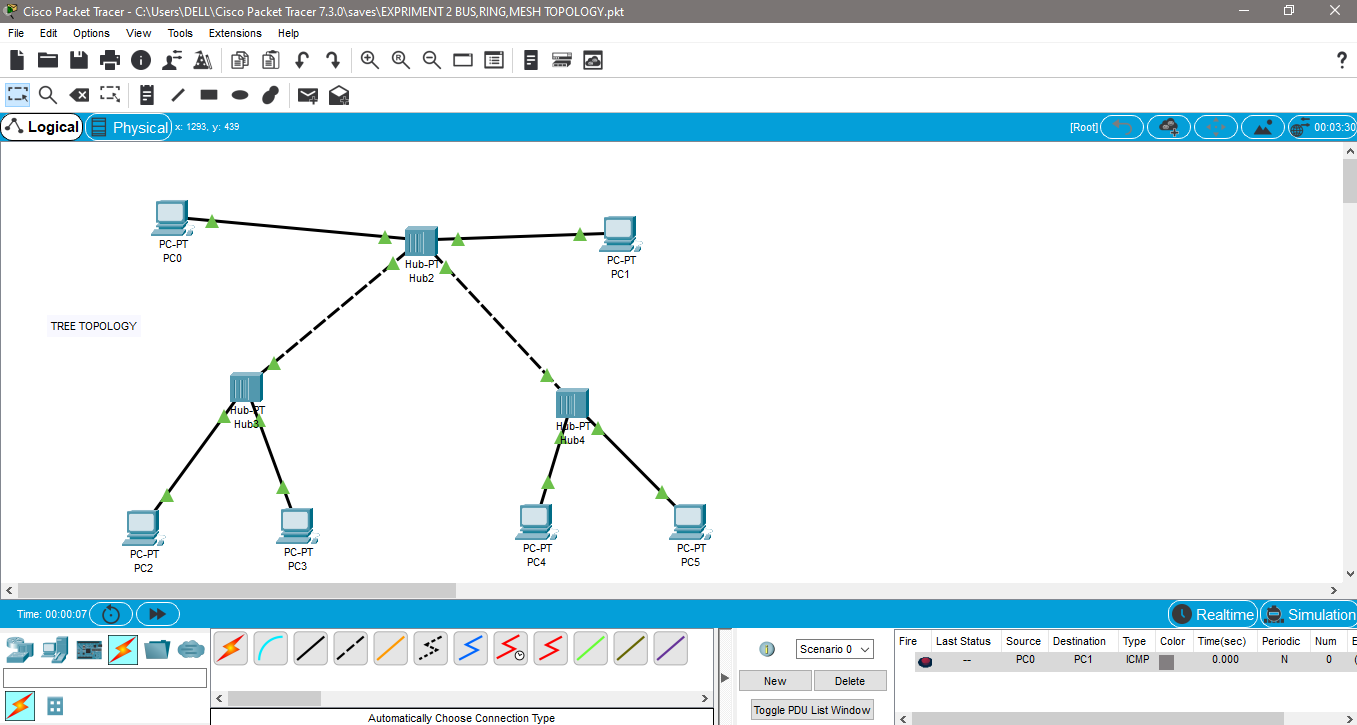 Cisco Packet Tracer - C:\Users\DELL\Cisco Packet Tracer 7.3.0\saves\EXPRIMENT 2 BUS,RING,MESH TOPOLOGY.pkt
File Edit Options View Tools Extensions Help
Logical Physical x: 1293, y: 439 [Root] 00:03:30
PC-PT
PC0
Hub-PT
Hub2
PC-PT
PC1
TREE TOPOLOGY
Hub-PT
Hub3
Hub-PT
Hub4
PC-PT
PC2
PC-PT
PC3
PC-PT
PC4
PC-PT
PC5
Time: 00:00:07 Realtime Simulation
Scenario 0
New Delete
Toggle PDU List Window
Fire Last Status Source Destination Type Color Time(sec) Periodic Num E
-- PC0 PC1 ICMP 0.000 N 0 (
Automatically Choose Connection Type